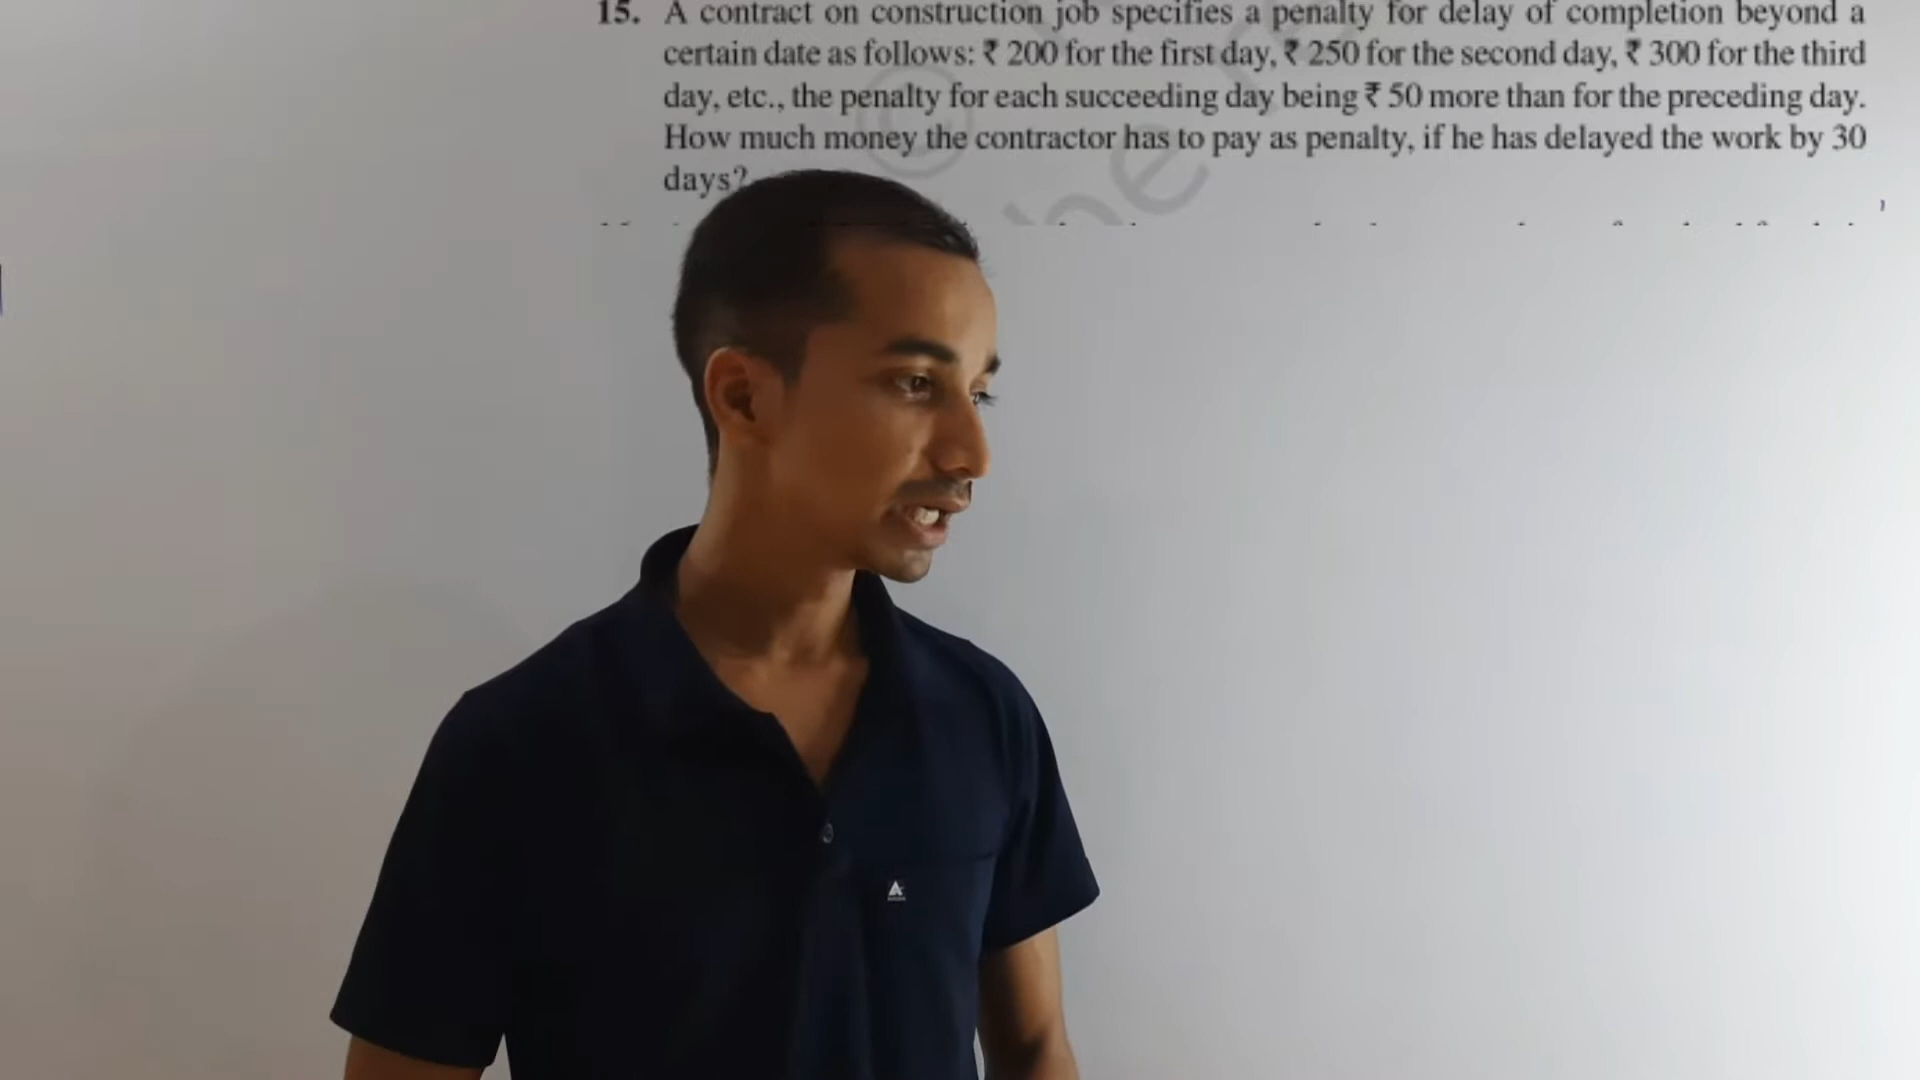 15. A contract on construction job specifies a penalty for delay of completion beyond a
certain date as follows: ₹ 200 for the first day, ₹ 250 for the second day, ₹ 300 for the third
day, etc., the penalty for each succeeding day being ₹ 50 more than for the preceding day.
How much money the contractor has to pay as penalty, if he has delayed the work by 30
days?